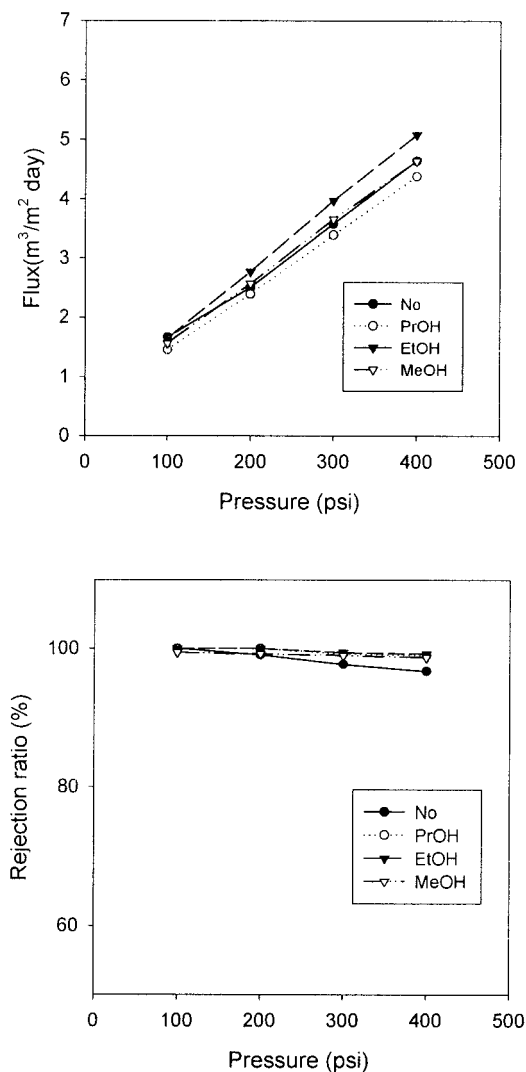 7
6
5
4
3
2
1
0
Flux(m³/m² day)
No
PrOH
EtOH
MeOH
0 100 200 300 400 500
Pressure (psi)
100
80
60
Rejection ratio (%)
No
PrOH
EtOH
MeOH
0 100 200 300 400 500
Pressure (psi)